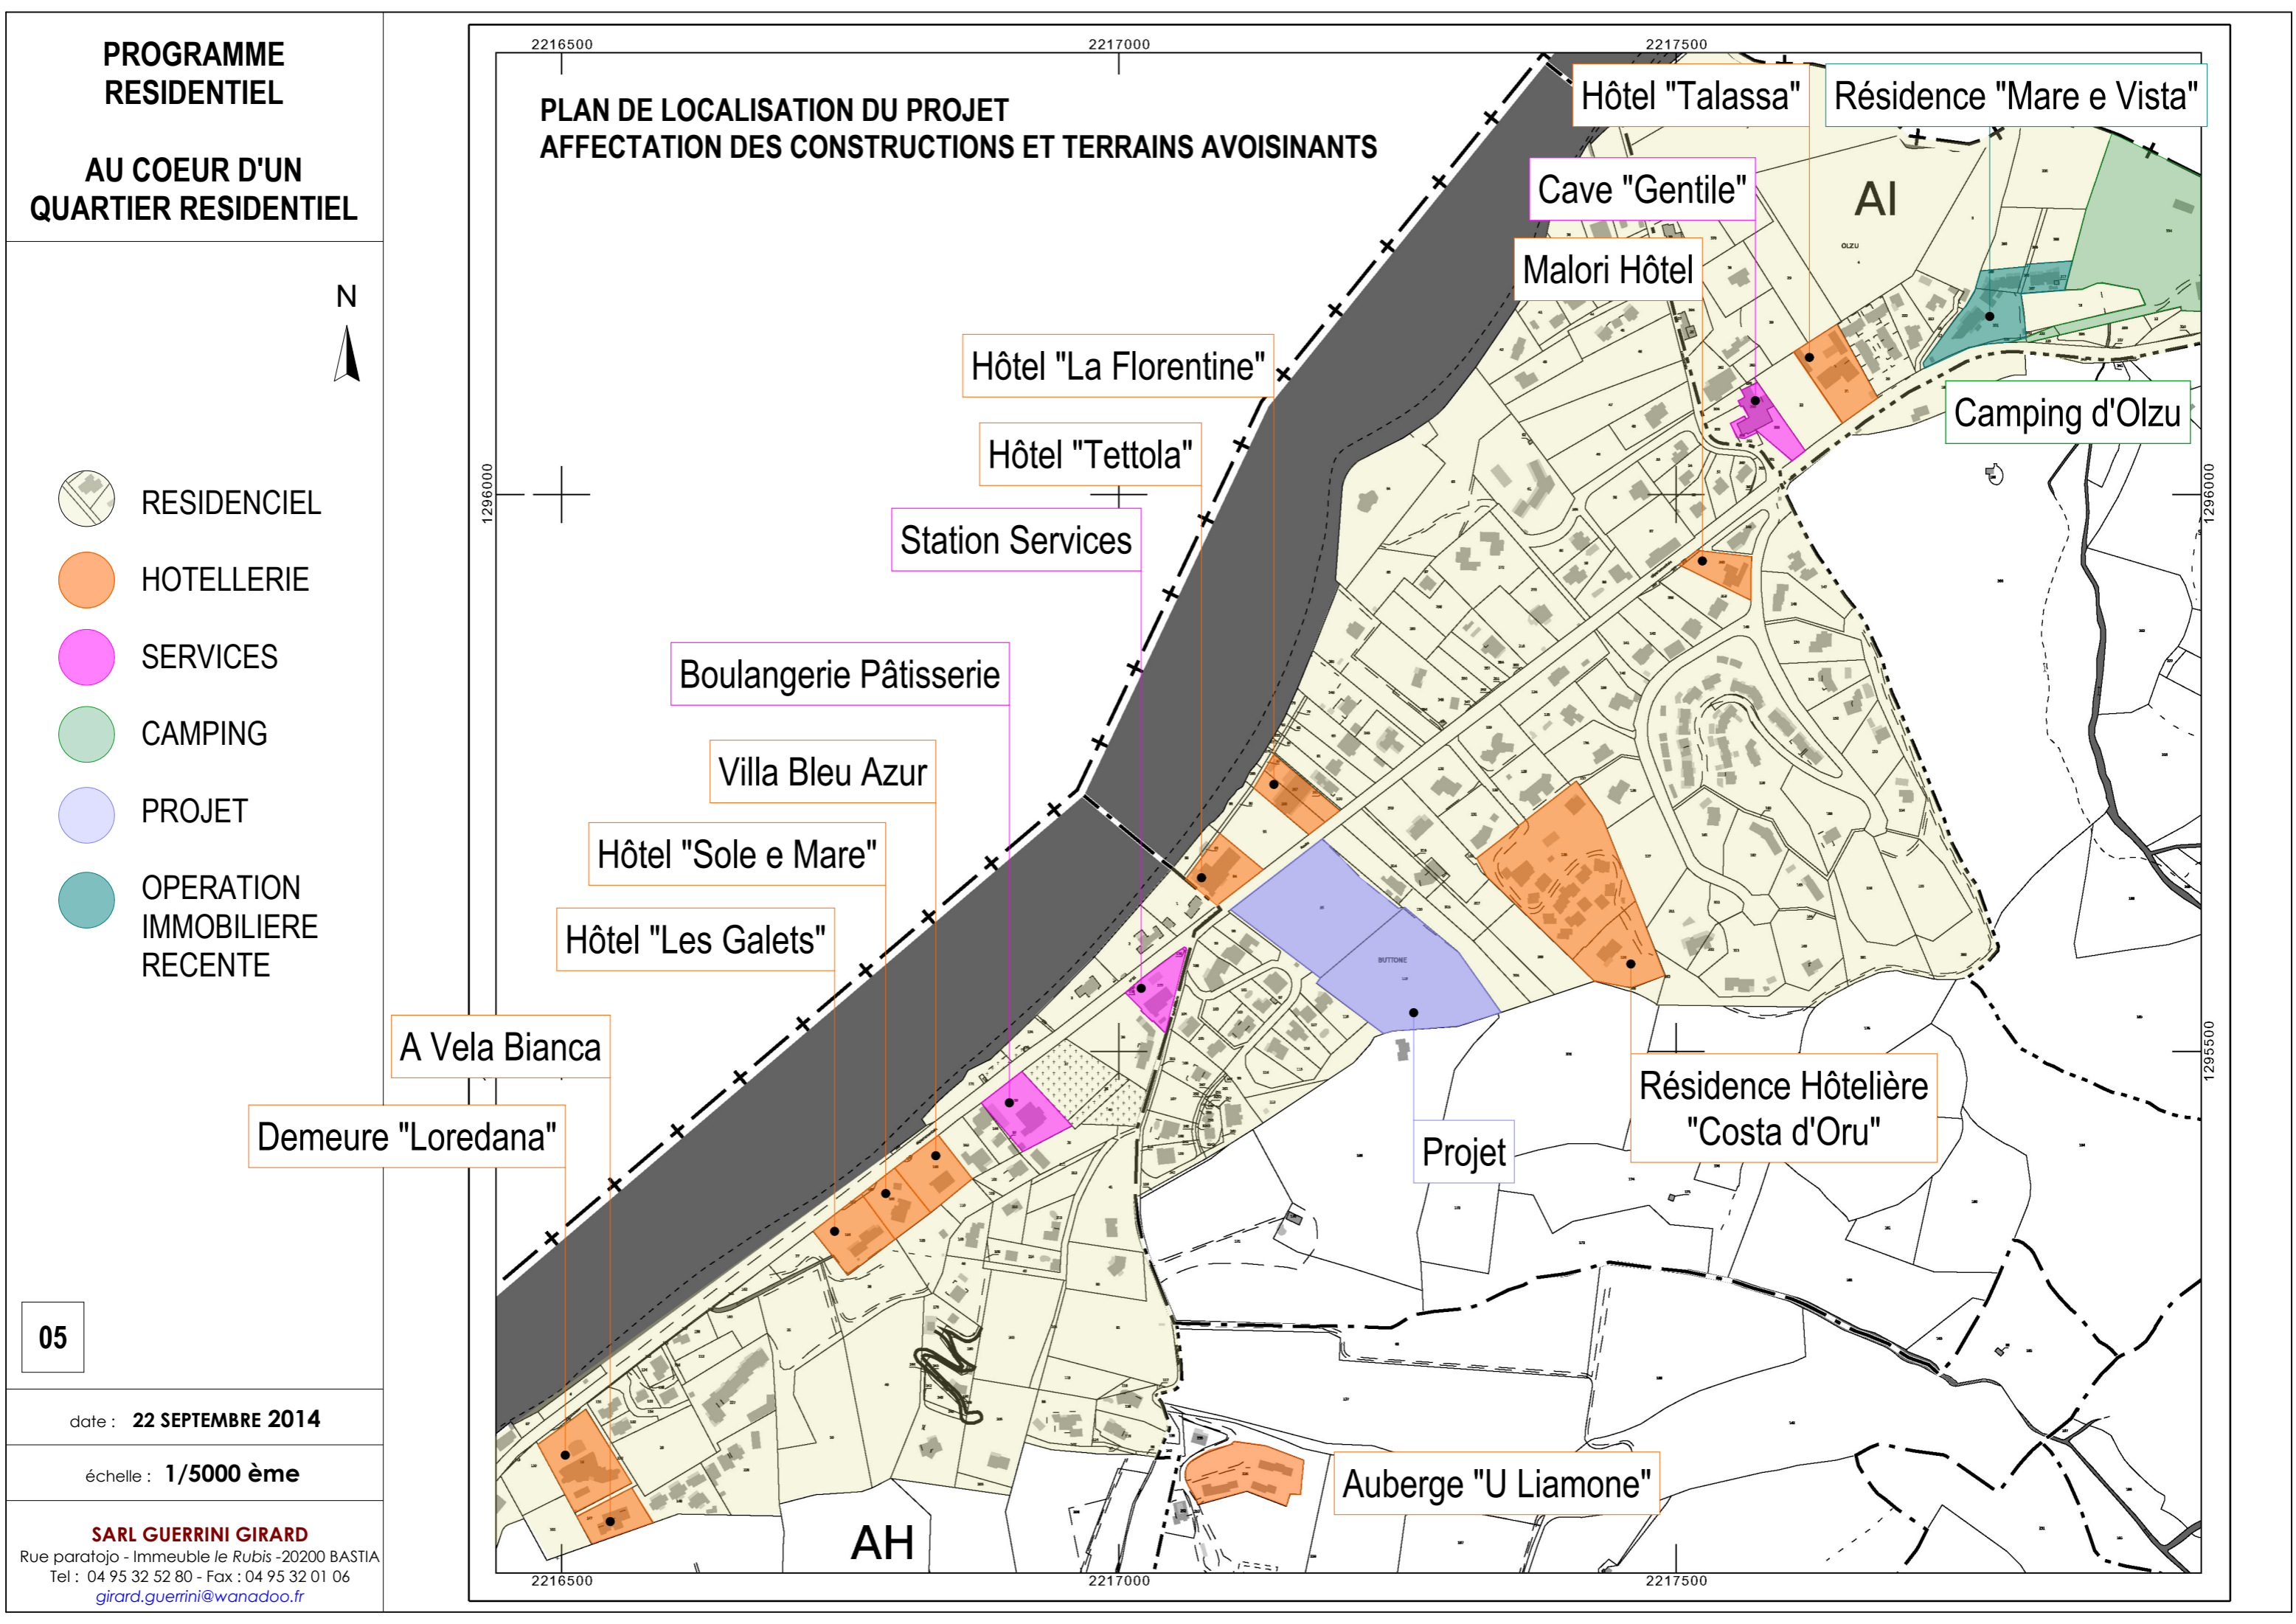 PROGRAMME
RESIDENTIEL
AU COEUR D'UN
QUARTIER RESIDENTIEL
N
RESIDENCIEL
HOTELLERIE
SERVICES
CAMPING
PROJET
OPERATION
IMMOBILIERE
RECENTE
05
date : 22 SEPTEMBRE 2014
échelle : 1/5000 ème
SARL GUERRINI GIRARD
Rue paratojo - Immeuble le Rubis -20200 BASTIA
Tel : 04 95 32 52 80 - Fax : 04 95 32 01 06
girard.guerrini@wanadoo.fr
2216500
2217000
2217500
PLAN DE LOCALISATION DU PROJET
AFFECTATION DES CONSTRUCTIONS ET TERRAINS AVOISINANTS
Hôtel "Talassa"
Résidence "Mare e Vista"
Cave "Gentile"
AI
OLZU
Malori Hôtel
Hôtel "La Florentine"
Camping d'Olzu
Hôtel "Tettola"
1296000
1296000
Station Services
Boulangerie Pâtisserie
Villa Bleu Azur
Hôtel "Sole e Mare"
Hôtel "Les Galets"
BUTTONE
A Vela Bianca
1295500
Résidence Hôtelière
"Costa d'Oru"
Demeure "Loredana"
Projet
Auberge "U Liamone"
AH
2216500
2217000
2217500